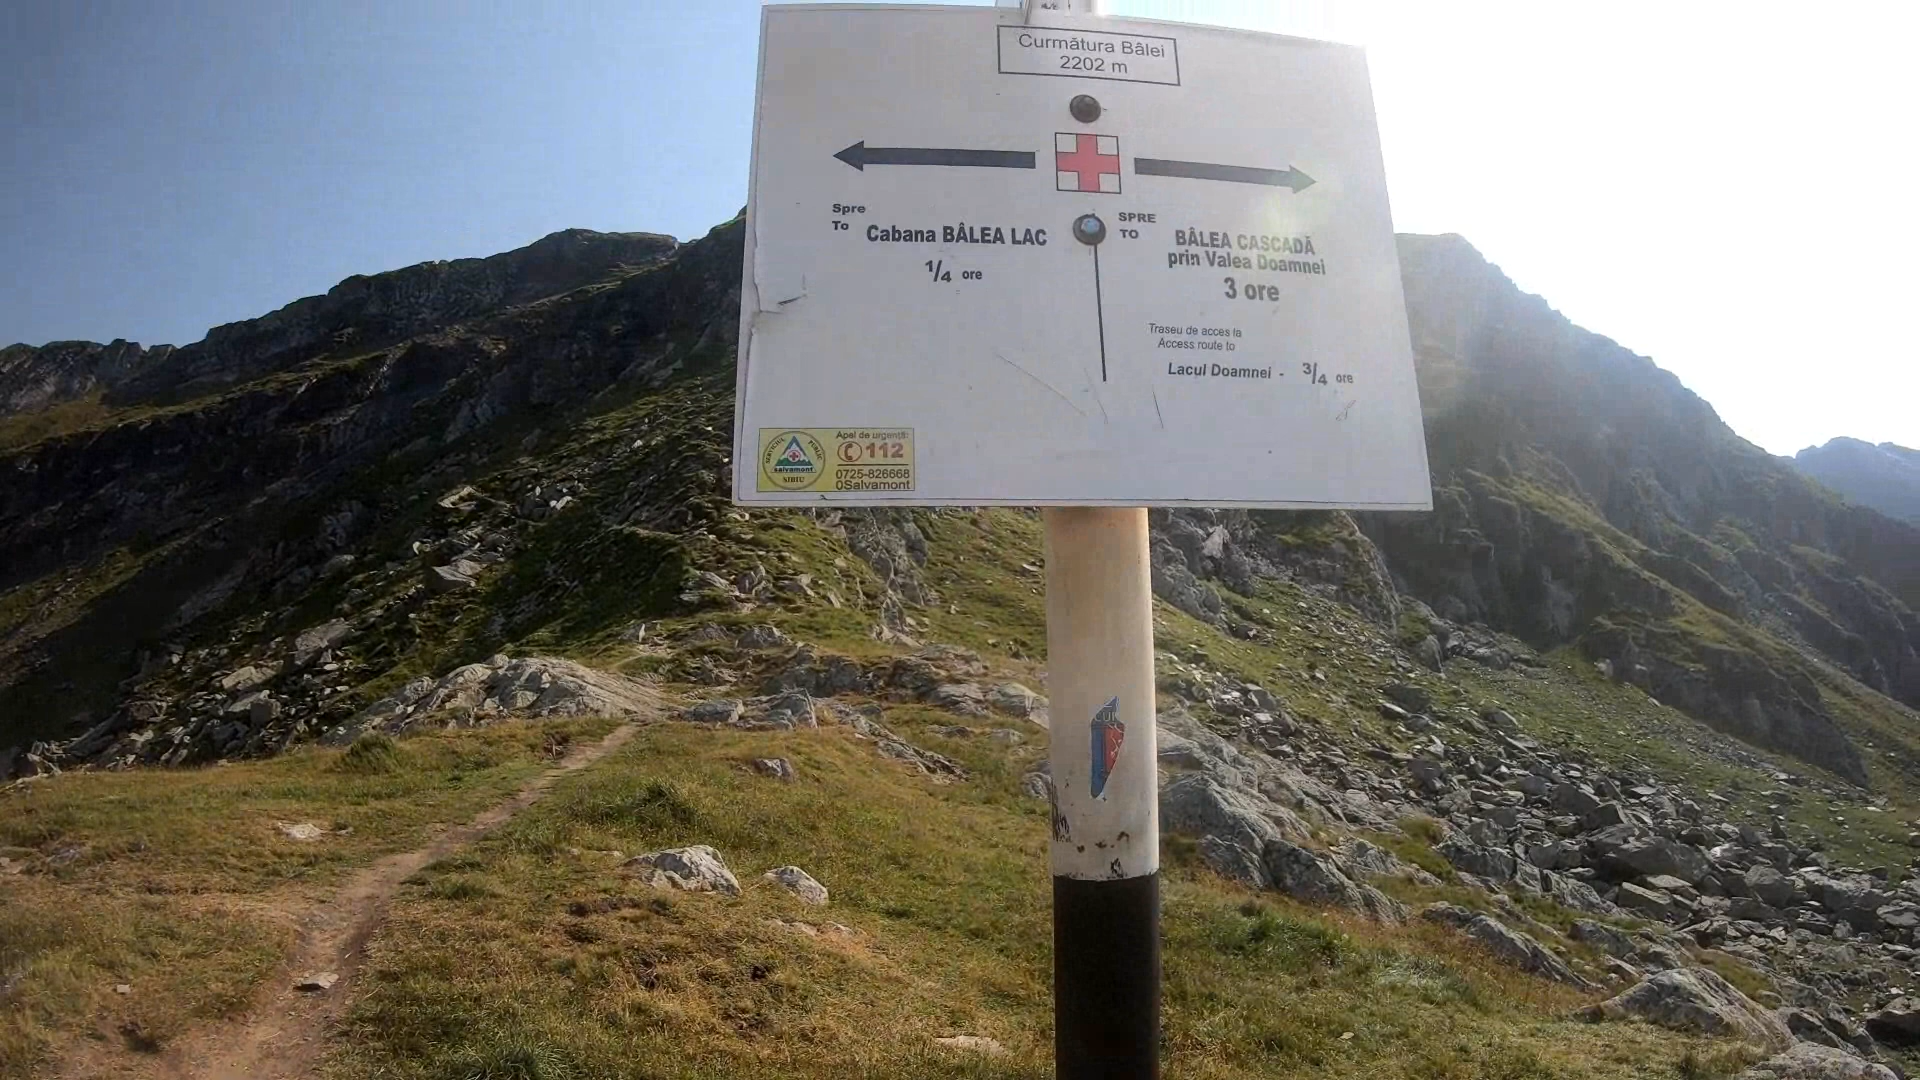 Curmătura Bâlei
2202 m
Spre
To
Cabana BÂLEA LAC
1/4 ore
SPRE
TO
BÂLEA CASCADĂ
prin Valea Doamnei
3 ore
Traseu de acces la
Access route to
Lacul Doamnei - 3/4 ore
SERVICIUL PUBLIC
salvamont
SIBIU
Apel de urgență:
112
0725-826668
0Salvamont